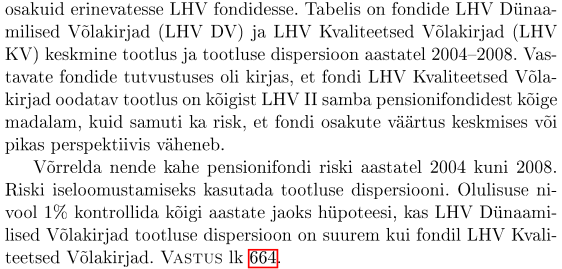 osakuid erinevatesse LHV fondidesse. Tabelis on fondide LHV Dünaa-
milised Võlakirjad (LHV DV) ja LHV Kvaliteetsed Võlakirjad (LHV
KV) keskmine tootlus ja tootluse dispersioon aastatel 2004–2008. Vas-
tavate fondide tutvustuses oli kirjas, et fondi LHV Kvaliteetsed Võla-
kirjad oodatav tootlus on kõigist LHV II samba pensionifondidest kõige
madalam, kuid samuti ka risk, et fondi osakute väärtus keskmises või
pikas perspektiivis väheneb.
Võrrelda nende kahe pensionifondi riski aastatel 2004 kuni 2008.
Riski iseloomustamiseks kasutada tootluse dispersiooni. Olulisuse ni-
vool 1% kontrollida kõigi aastate jaoks hüpoteesi, kas LHV Dünaami-
lised Võlakirjad tootluse dispersioon on suurem kui fondil LHV Kvali-
teetsed Võlakirjad. VASTUS lk 664.